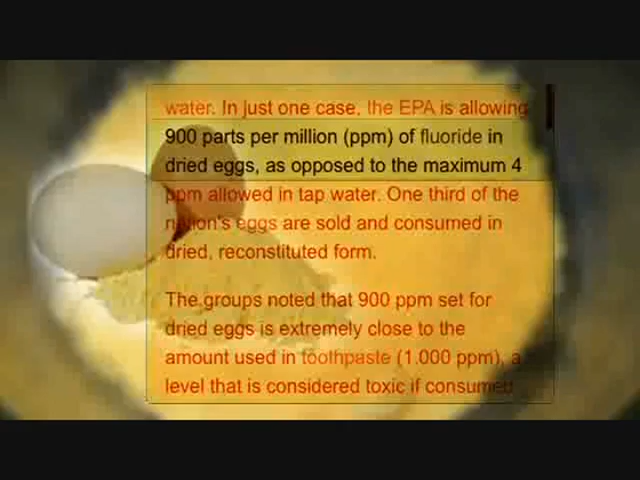 water. In just one case, the EPA is allowing
900 parts per million (ppm) of fluoride in
dried eggs, as opposed to the maximum 4
ppm allowed in tap water. One third of the
nation's eggs are sold and consumed in
dried, reconstituted form.
The groups noted that 900 ppm set for
dried eggs is extremely close to the
amount used in toothpaste (1,000 ppm), a
level that is considered toxic if consumed